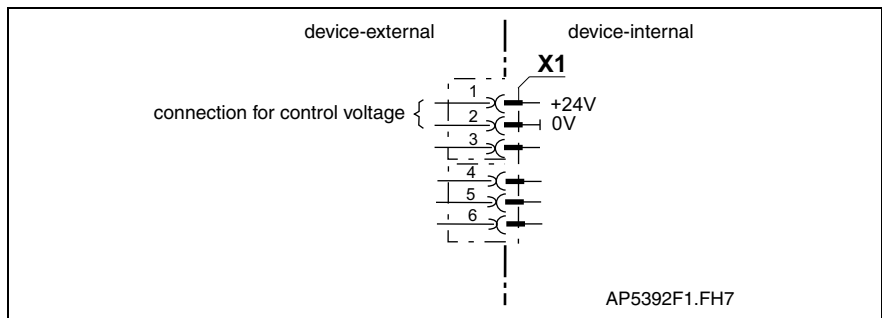 device-external device-internal
X1
1 +24V
connection for control voltage
2 0V
3
4
5
6
AP5392F1.FH7